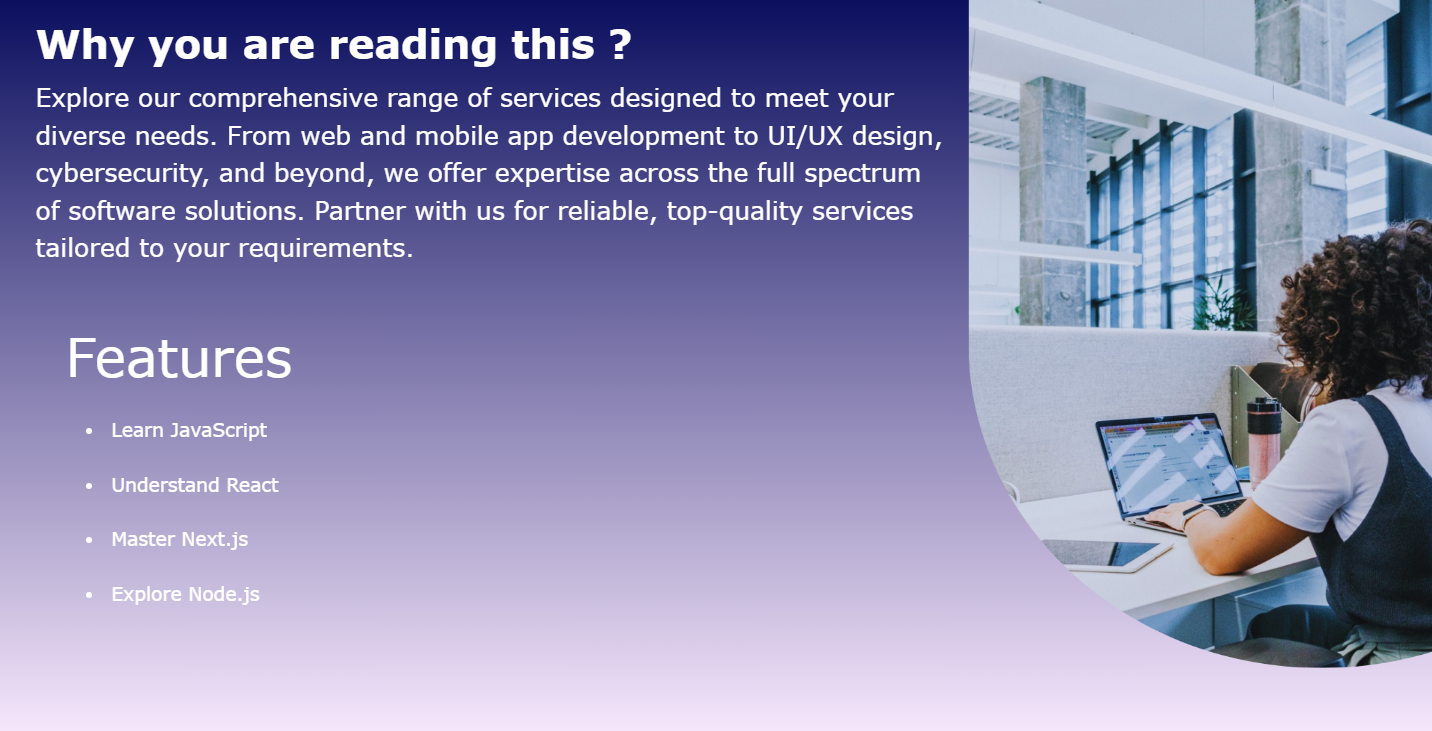 Why you are reading this ?
Explore our comprehensive range of services designed to meet your
diverse needs. From web and mobile app development to UI/UX design,
cybersecurity, and beyond, we offer expertise across the full spectrum
of software solutions. Partner with us for reliable, top-quality services
tailored to your requirements.
Features
• Learn JavaScript
• Understand React
• Master Next.js
• Explore Node.js